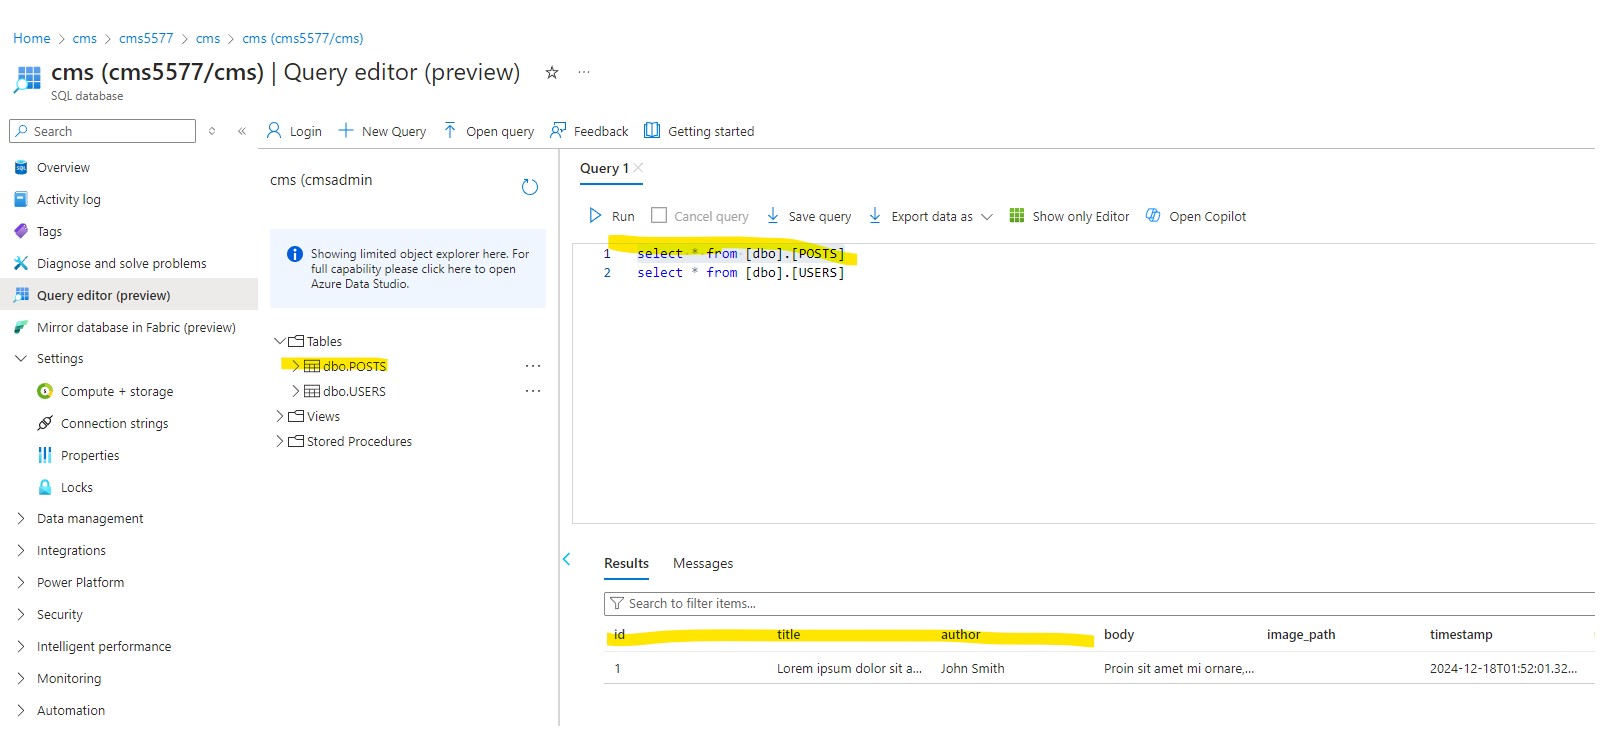 Home > cms > cms5577 > cms > cms (cms5577/cms)
cms (cms5577/cms) | Query editor (preview)
SQL database
Search
Login
New Query
Open query
Feedback
Getting started
Overview
Activity log
Tags
Diagnose and solve problems
Query editor (preview)
Mirror database in Fabric (preview)
Settings
Compute + storage
Connection strings
Properties
Locks
Data management
Integrations
Power Platform
Security
Intelligent performance
Monitoring
Automation
cms (cmsadmin
Showing limited object explorer here. For
full capability please click here to open
Azure Data Studio.
Tables
dbo.POSTS
dbo.USERS
Views
Stored Procedures
Query 1
Run
Cancel query
Save query
Export data as
Show only Editor
Open Copilot
1 select * from [dbo].[POSTS]
2 select * from [dbo].[USERS]
Results Messages
Search to filter items...
id title author body image_path timestamp
1 Lorem ipsum dolor sit a... John Smith Proin sit amet mi ornare,... 2024-12-18T01:52:01.32...